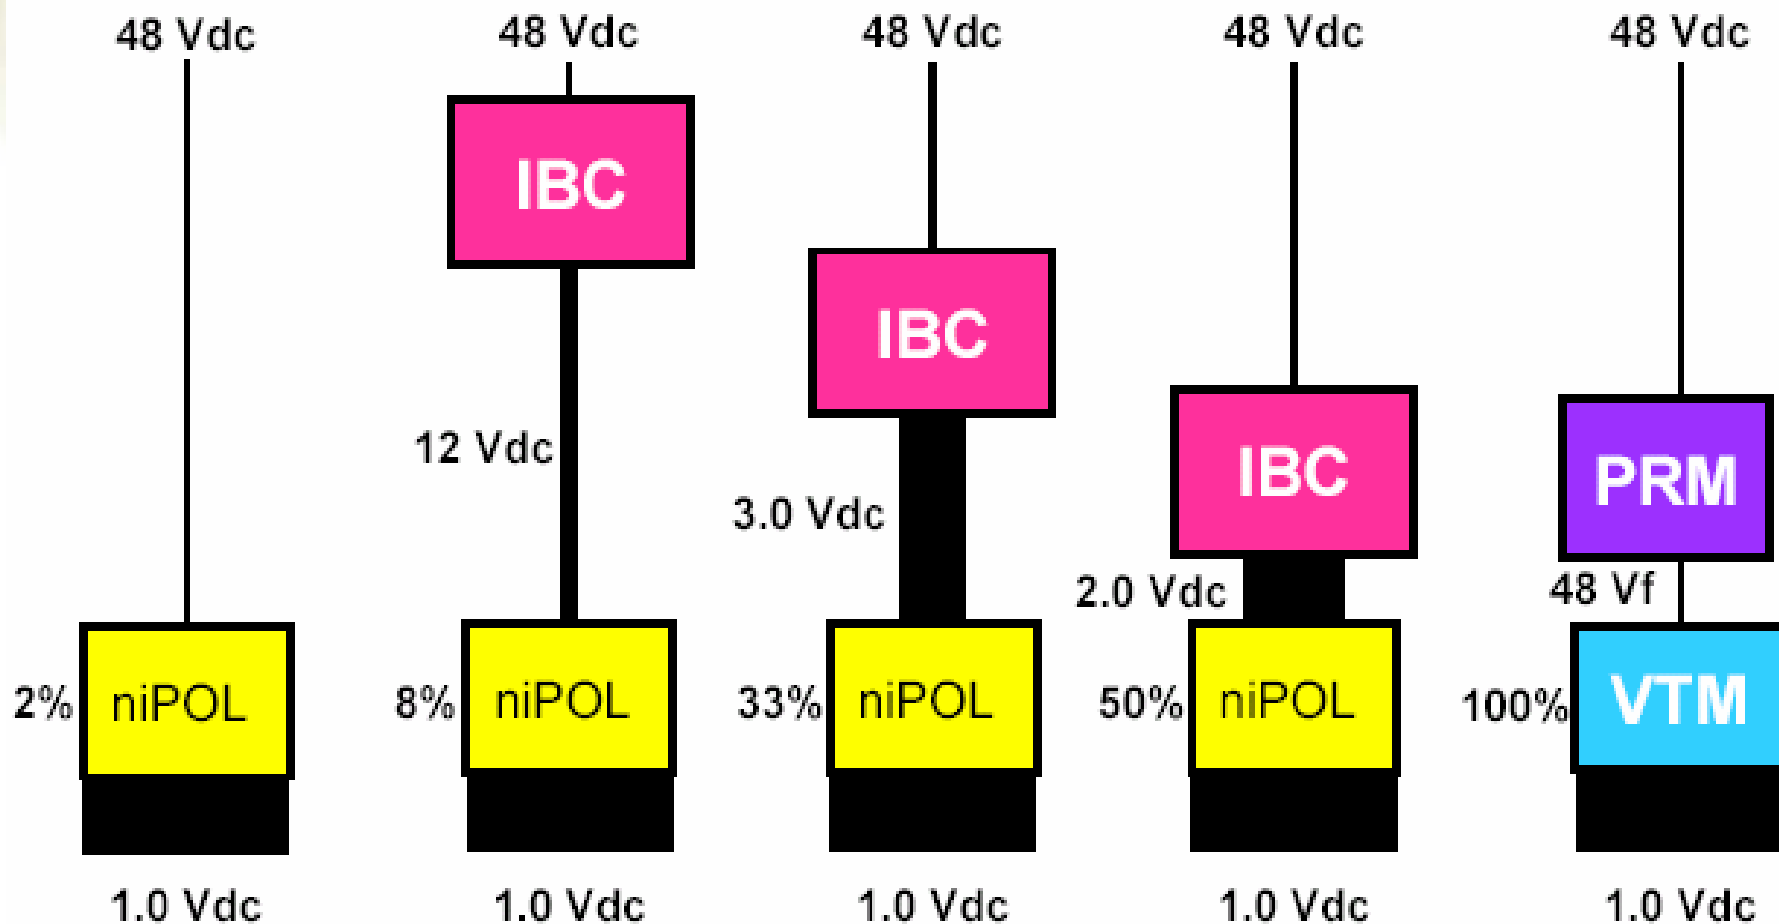 48 Vdc 48 Vdc 48 Vdc 48 Vdc 48 Vdc
IBC
IBC
12 Vdc
IBC
PRM
3.0 Vdc
2.0 Vdc
48 Vf
2% niPOL 8% niPOL 33% niPOL 50% niPOL 100% VTM
1.0 Vdc 1.0 Vdc 1.0 Vdc 1.0 Vdc 1.0 Vdc